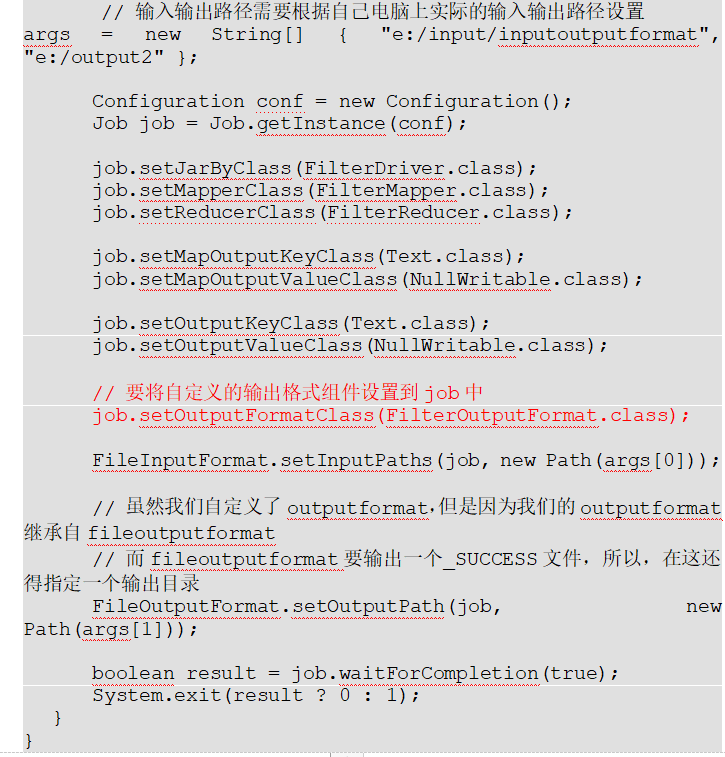 // 输入输出路径需要根据自己电脑上实际的输入输出路径设置
args = new String[] { "e:/input/inputoutputformat",
"e:/output2" };
Configuration conf = new Configuration();
Job job = Job.getInstance(conf);
job.setJarByClass(FilterDriver.class);
job.setMapperClass(FilterMapper.class);
job.setReducerClass(FilterReducer.class);
job.setMapOutputKeyClass(Text.class);
job.setMapOutputValueClass(NullWritable.class);
job.setOutputKeyClass(Text.class);
job.setOutputValueClass(NullWritable.class);
// 要将自定义的输出格式组件设置到 job 中
job.setOutputFormatClass(FilterOutputFormat.class);
FileInputFormat.setInputPaths(job, new Path(args[0]));
// 虽然我们自定义了 outputformat,但是因为我们的 outputformat
继承自 fileoutputformat
// 而 fileoutputformat 要输出一个_SUCCESS 文件，所以，在这还
得指定一个输出目录
FileOutputFormat.setOutputPath(job, new
Path(args[1]));
boolean result = job.waitForCompletion(true);
System.exit(result ? 0 : 1);
}
}